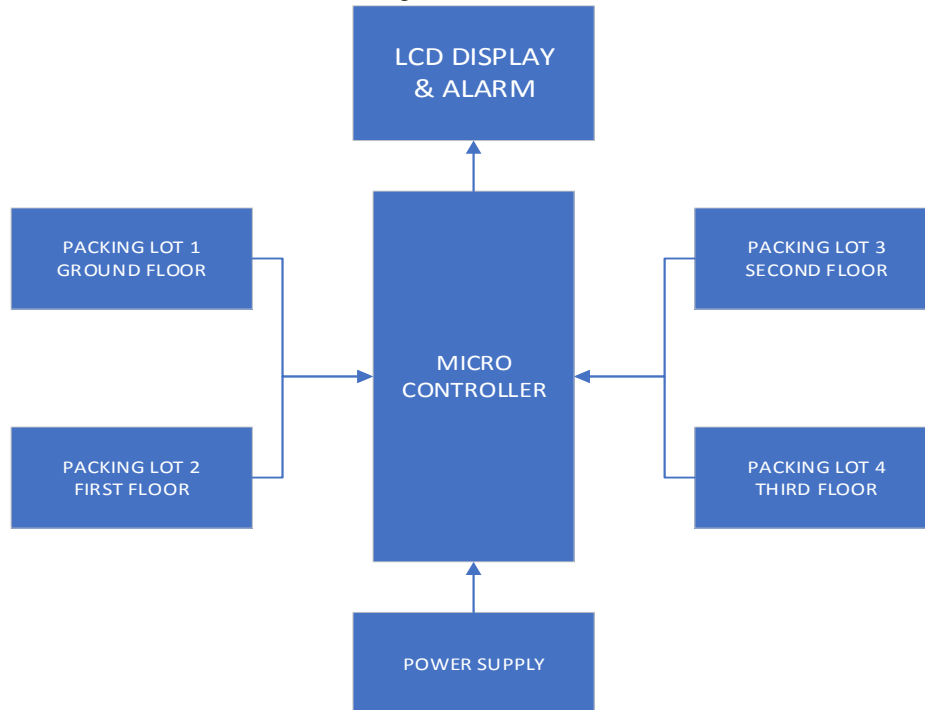 LCD DISPLAY
& ALARM
PACKING LOT 1
GROUND FLOOR
PACKING LOT 3
SECOND FLOOR
MICRO
CONTROLLER
PACKING LOT 2
FIRST FLOOR
PACKING LOT 4
THIRD FLOOR
POWER SUPPLY